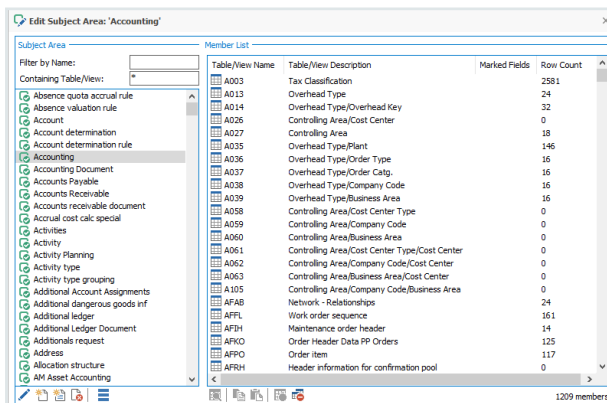 Edit Subject Area: 'Accounting'
Subject Area
Filter by Name:
Containing Table/View: *
Absence quota accrual rule
Absence valuation rule
Account
Account determination
Account determination rule
Accounting
Accounting Document
Accounts Payable
Accounts Receivable
Accounts receivable document
Accrual cost calc special
Activities
Activity
Activity Planning
Activity type
Activity type grouping
Additional Account Assignments
Additional dangerous goods inf
Additional ledger
Additional Ledger Document
Additionals request
Address
Allocation structure
AM Asset Accounting
Member List
Table/View Name Table/View Description Marked Fields Row Count
A003 Tax Classification 2581
A013 Overhead Type 24
A014 Overhead Type/Overhead Key 32
A026 Controlling Area/Cost Center 0
A027 Controlling Area 18
A035 Overhead Type/Plant 146
A036 Overhead Type/Order Type 16
A037 Overhead Type/Order Catg. 16
A038 Overhead Type/Company Code 16
A039 Overhead Type/Business Area 16
A058 Controlling Area/Cost Center Type 0
A059 Controlling Area/Company Code 0
A060 Controlling Area/Business Area 0
A061 Controlling Area/Cost Center Type/Cost Center 0
A062 Controlling Area/Company Code/Cost Center 0
A063 Controlling Area/Business Area/Cost Center 0
A105 Controlling Area/Company Code/Business Area 0
AFAB Network - Relationships 24
AFFL Work order sequence 161
AFIH Maintenance order header 14
AFKO Order Header Data PP Orders 125
AFPO Order item 117
AFRH Header information for confirmation pool 0
1209 members